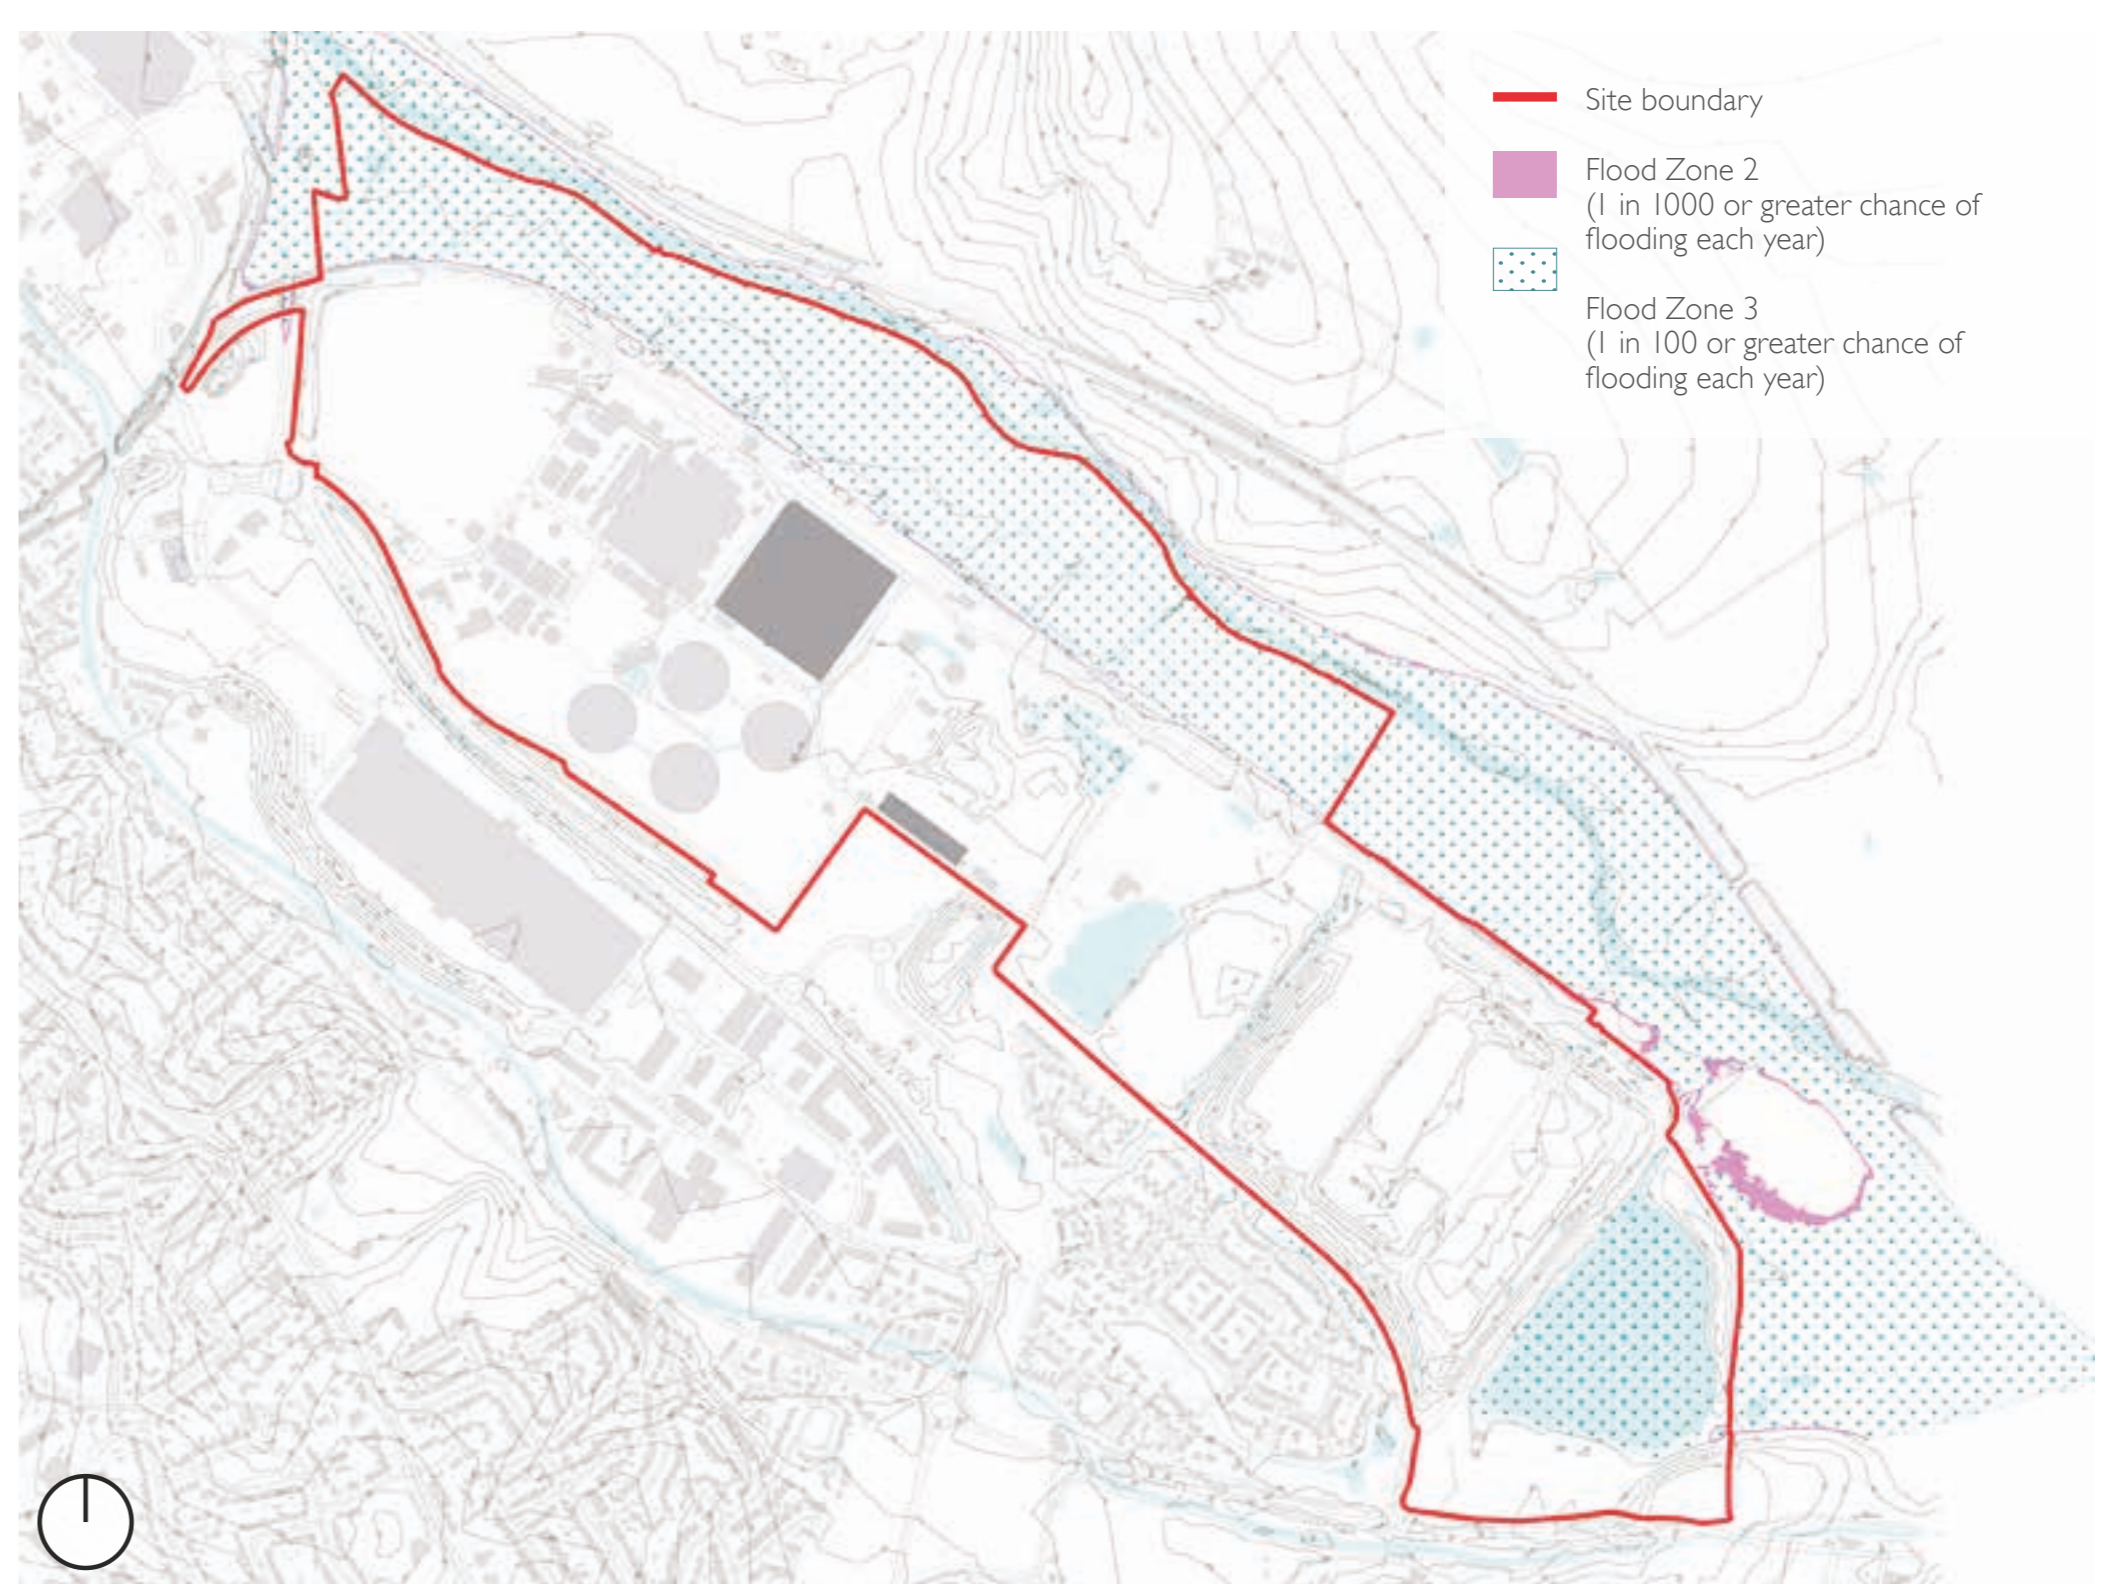 Site boundary
Flood Zone 2
(1 in 1000 or greater chance of
flooding each year)
Flood Zone 3
(1 in 100 or greater chance of
flooding each year)